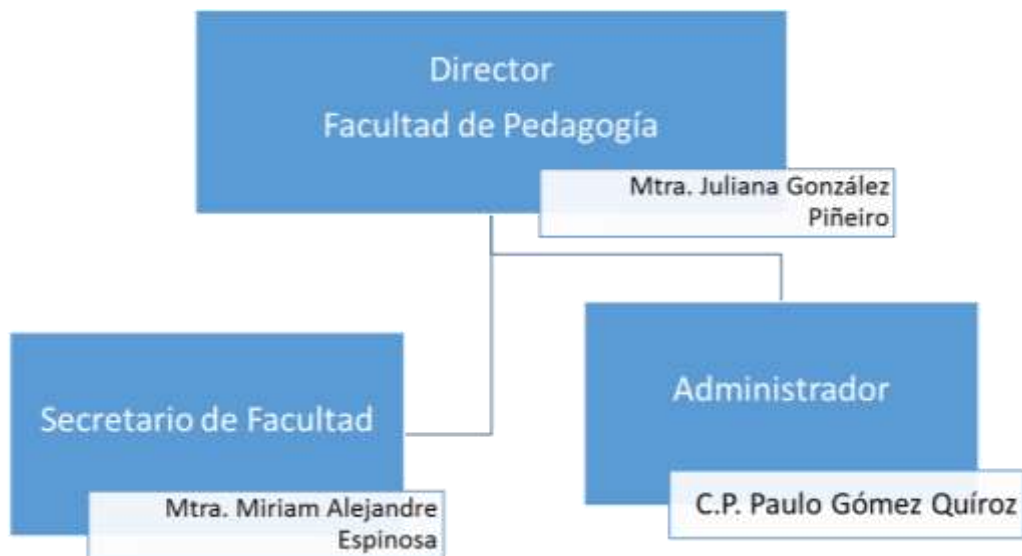 Director
Facultad de Pedagogía
Mtra. Juliana González
Piñeiro
Secretario de Facultad
Mtra. Miriam Alejandre
Espinosa
Administrador
C.P. Paulo Gómez Quíroz